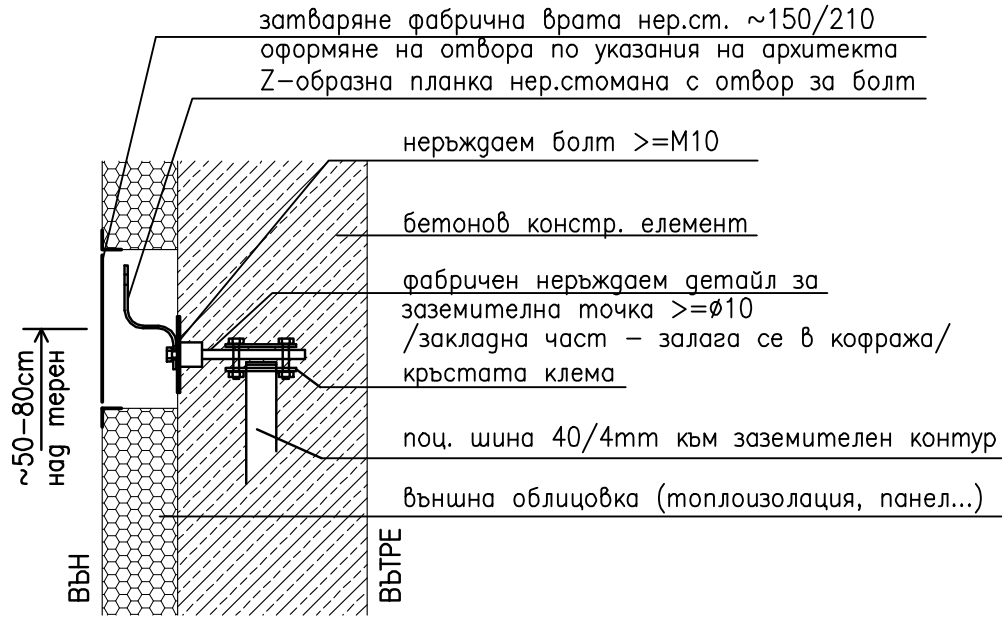 затваряне фабрична врата нер.ст. ~150/210
оформяне на отвора по указания на архитекта
Z-образна планка нер.стомана с отвор за болт
неръждаем болт >=M10
бетонов констр. елемент
фабричен неръждаем детайл за
заземителна точка >=ø10
/закладна част - залага се в кофража/
кръстата клема
поц. шина 40/4mm към заземителен контур
външна облицовка (топлоизолация, панел...)
~50-80cm
над терен
ВЪН
ВЪТРЕ